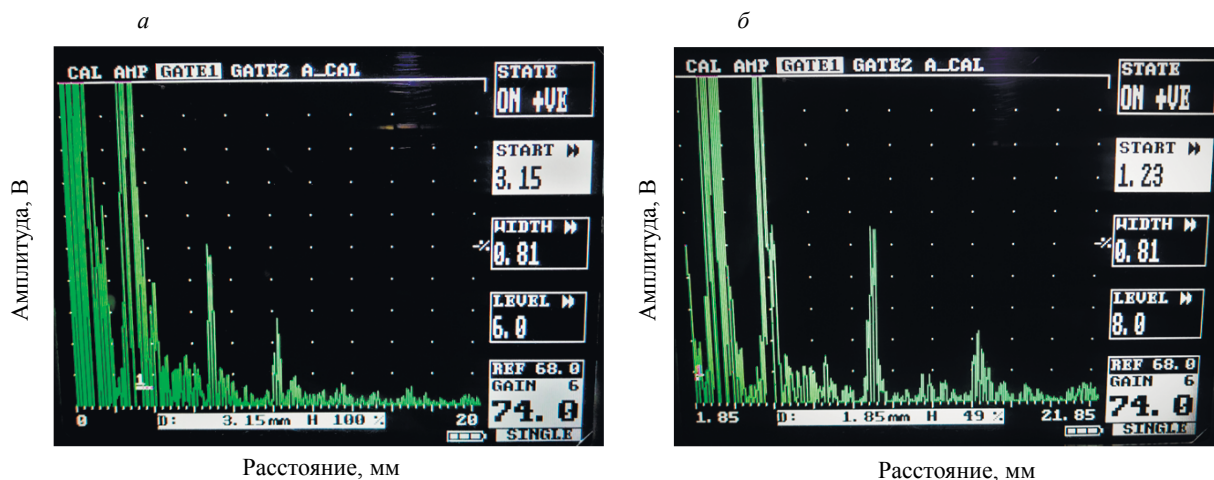 а
CAL AMP GATE1 GATE2 A_CAL
STATE
ON +VE
START
3.15
WIDTH
0.81
LEVEL
6.0
REF 68.0
GAIN 6
74.0
SINGLE
1
0
D: 3.15mm H 100 %
20
Амплитуда, В
Расстояние, мм
б
CAL AMP GATE1 GATE2 A_CAL
STATE
ON +VE
START
1.23
WIDTH
0.81
LEVEL
8.0
REF 68.0
GAIN 6
74.0
SINGLE
1.85
D: 1.85mm H 49 %
21.85
Амплитуда, В
Расстояние, мм